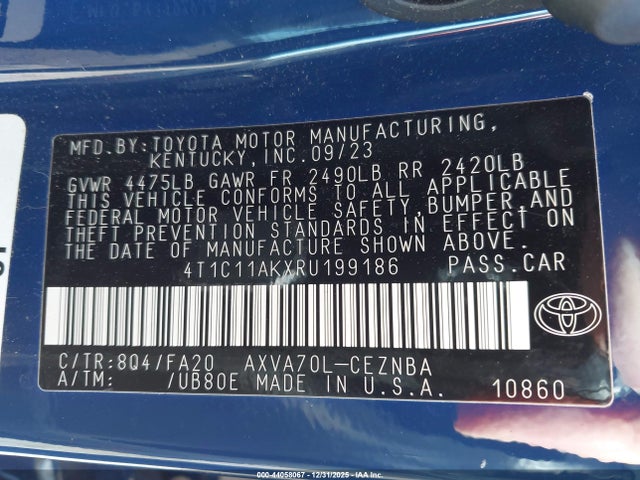 MFD.BY:TOYOTA MOTOR MANUFACTURING,
KENTUCKY,INC.09/23
GVWR 4475LB GAWR FR 2490LB RR 2420LB
THIS VEHICLE CONFORMS TO ALL APPLICABLE
FEDERAL MOTOR VEHICLE SAFETY,BUMPER,AND
THEFT PREVENTION STANDARDS IN EFFECT ON
THE DATE OF MANUFACTURE SHOWN ABOVE.
4T1C11AKXRU199186 PASS.CAR
C/TR:8Q4/FA20 AXVA70L-CEZNBA
A/TM: /UB80E MADE IN U.S.A. 10860
000-44058067 - 12/31/2025 - IAA Inc.